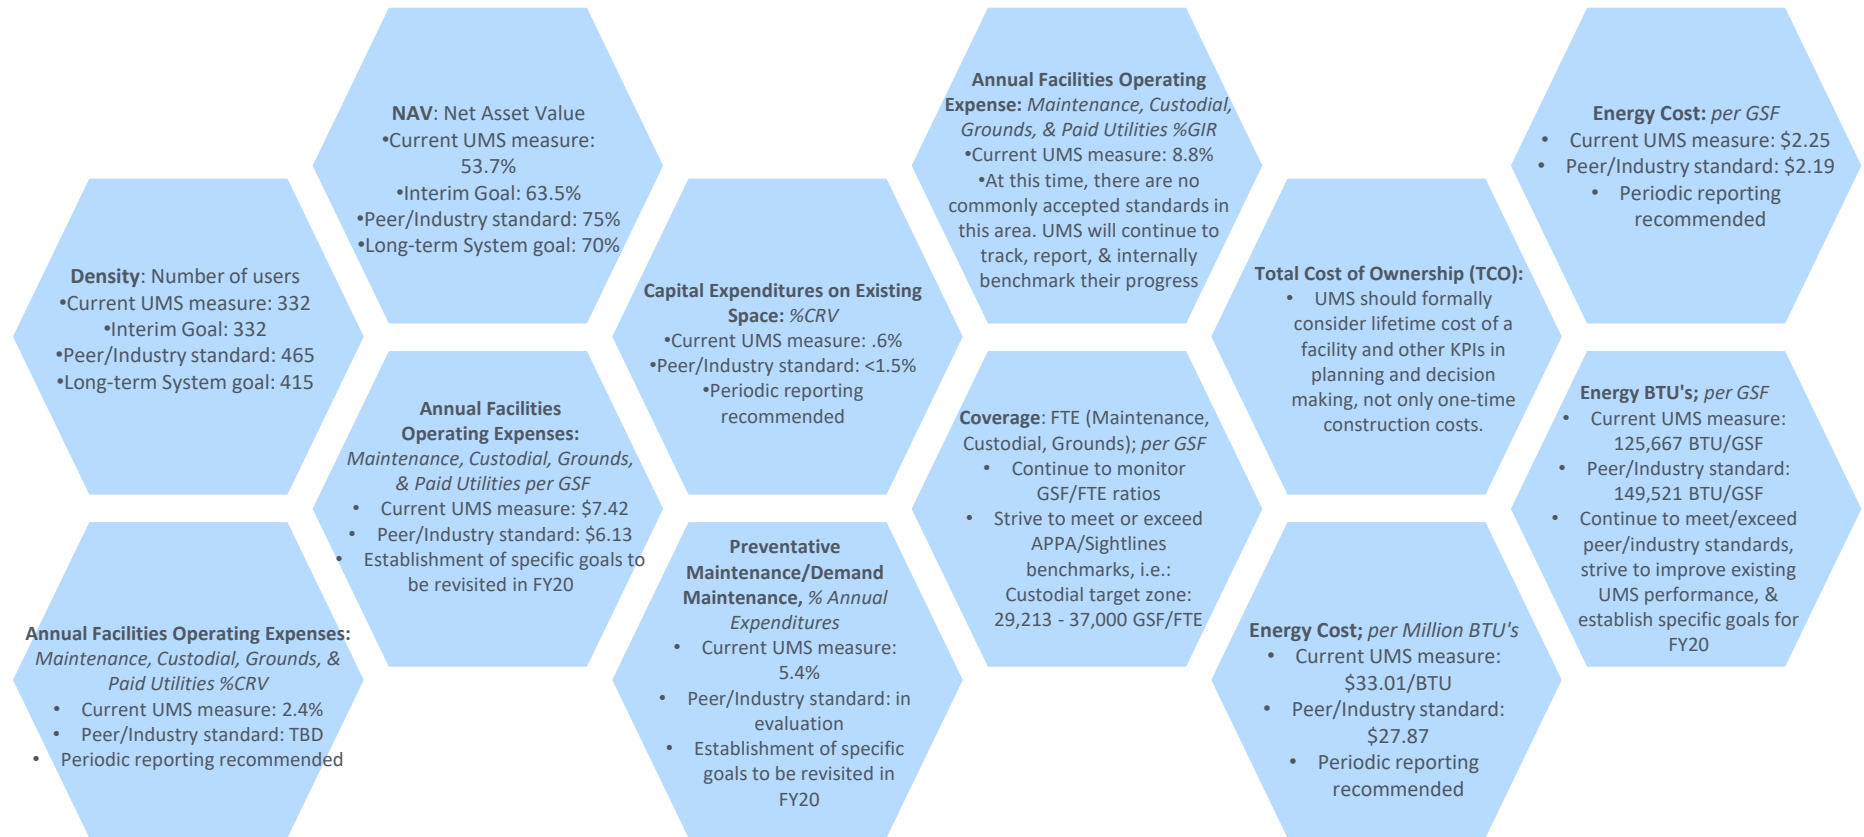 Density: Number of users
•Current UMS measure: 332
•Interim Goal: 332
•Peer/Industry standard: 465
•Long-term System goal: 415
NAV: Net Asset Value
•Current UMS measure:
53.7%
•Interim Goal: 63.5%
•Peer/Industry standard: 75%
•Long-term System goal: 70%
Annual Facilities Operating Expenses:
Maintenance, Custodial, Grounds, &
Paid Utilities %CRV
• Current UMS measure: 2.4%
• Peer/Industry standard: TBD
• Periodic reporting recommended
Annual Facilities
Operating Expenses:
Maintenance, Custodial, Grounds,
& Paid Utilities per GSF
• Current UMS measure: $7.42
• Peer/Industry standard: $6.13
• Establishment of specific goals to
be revisited in FY20
Capital Expenditures on Existing
Space: %CRV
•Current UMS measure: .6%
•Peer/Industry standard: <1.5%
•Periodic reporting
recommended
Preventative
Maintenance/Demand
Maintenance, % Annual
Expenditures
• Current UMS measure:
5.4%
• Peer/Industry standard: in
evaluation
• Establishment of specific
goals to be revisited in
FY20
Annual Facilities Operating
Expense: Maintenance, Custodial,
Grounds, & Paid Utilities %GIR
•Current UMS measure: 8.8%
•At this time, there are no
commonly accepted standards in
this area. UMS will continue to
track, report, & internally
benchmark their progress
Coverage: FTE (Maintenance,
Custodial, Grounds); per GSF
• Continue to monitor
GSF/FTE ratios
• Strive to meet or exceed
APPA/Sightlines
benchmarks, i.e.:
Custodial target zone:
29,213 - 37,000 GSF/FTE
Total Cost of Ownership (TCO):
• UMS should formally
consider lifetime cost of a
facility and other KPIs in
planning and decision
making, not only one-time
construction costs.
Energy Cost; per Million BTU's
• Current UMS measure:
$33.01/BTU
• Peer/Industry standard:
$27.87
• Periodic reporting
recommended
Energy Cost: per GSF
• Current UMS measure: $2.25
• Peer/Industry standard: $2.19
• Periodic reporting
recommended
Energy BTU's; per GSF
• Current UMS measure:
125,667 BTU/GSF
• Peer/Industry standard:
149,521 BTU/GSF
• Continue to meet/exceed
peer/industry standards,
strive to improve existing
UMS performance, &
establish specific goals for
FY20